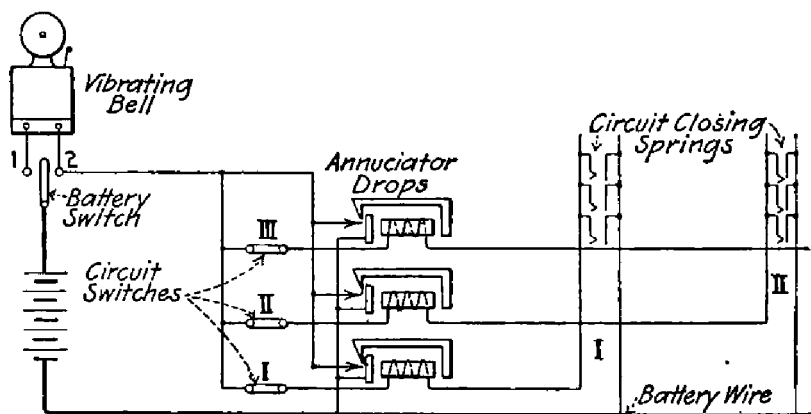 Vibrating
Bell
1 2
Battery
Switch
Annuciator
Drops
Circuit Closing
Springs
III
Circuit
Switches
II
II
I
I
Battery Wire